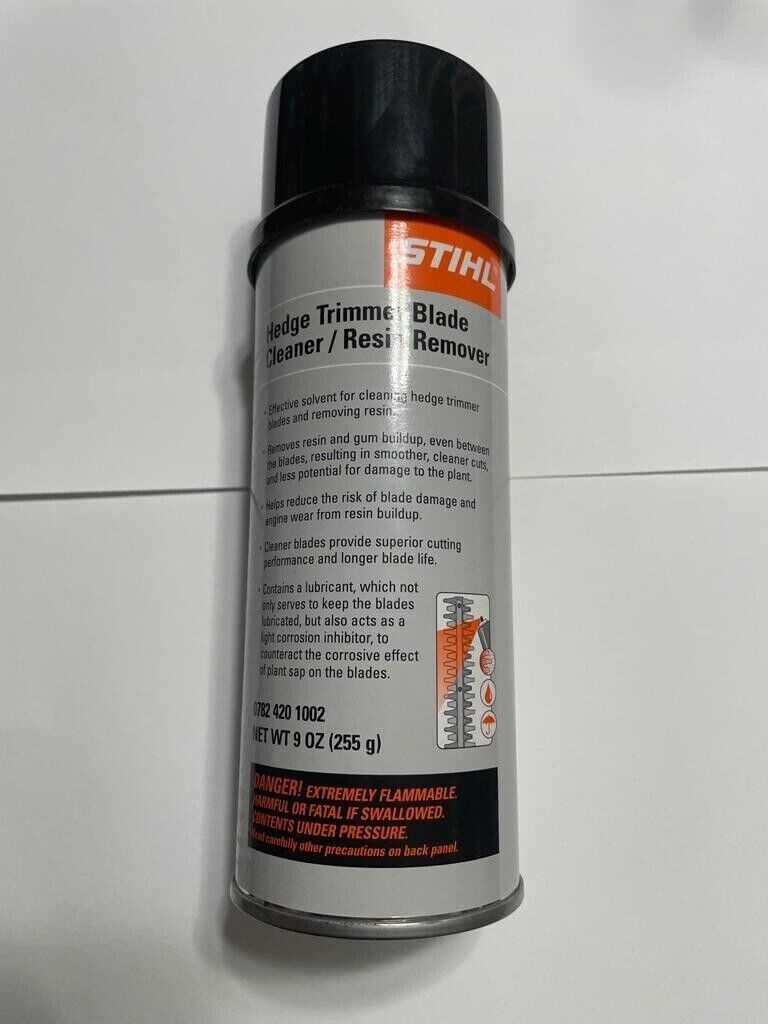 STIHL
Hedge Trimmer Blade
Cleaner / Resin Remover
• Effective solvent for cleaning hedge trimmer
blades and removing resin.
• Removes resin and gum buildup, even between
the blades, resulting in smoother, cleaner cuts,
and less potential for damage to the plant.
• Helps reduce the risk of blade damage and
engine wear from resin buildup.
• Cleaner blades provide superior cutting
performance and longer blade life.
• Contains a lubricant, which not
only serves to keep the blades
lubricated, but also acts as a
light corrosion inhibitor, to
counteract the corrosive effect
of plant sap on the blades.
0782 420 1002
NET WT 9 OZ (255 g)
DANGER! EXTREMELY FLAMMABLE.
HARMFUL OR FATAL IF SWALLOWED.
CONTENTS UNDER PRESSURE.
Read carefully other precautions on back panel.